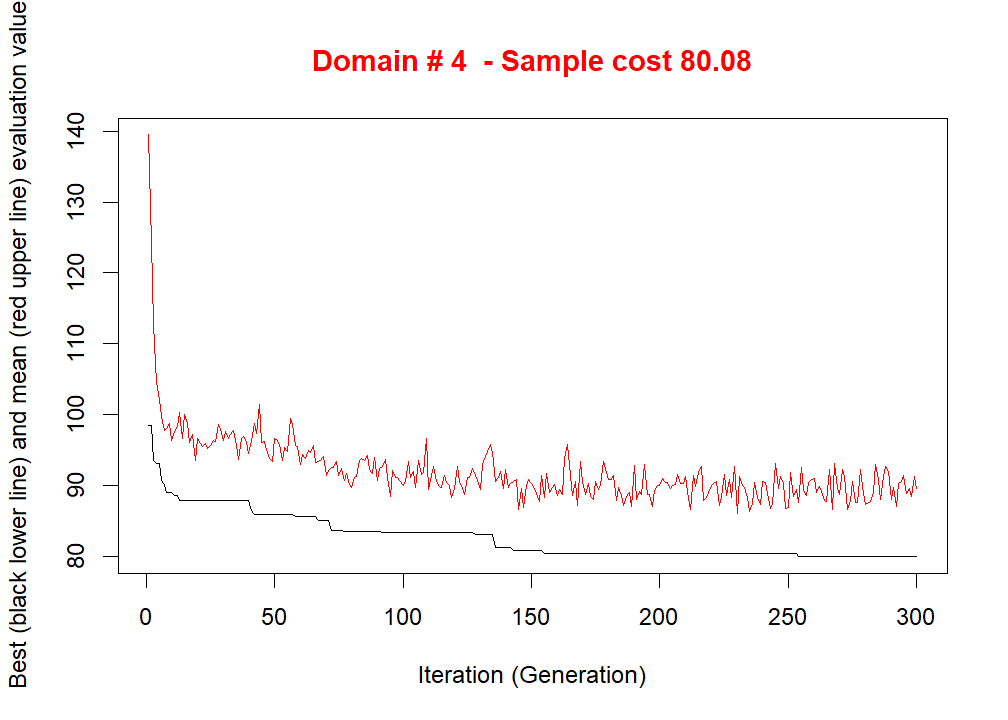 Domain # 4  - Sample cost 80.08
Best (black lower line) and mean (red upper line) evaluation value
140
130
120
110
100
90
80
0 50 100 150 200 250 300
Iteration (Generation)